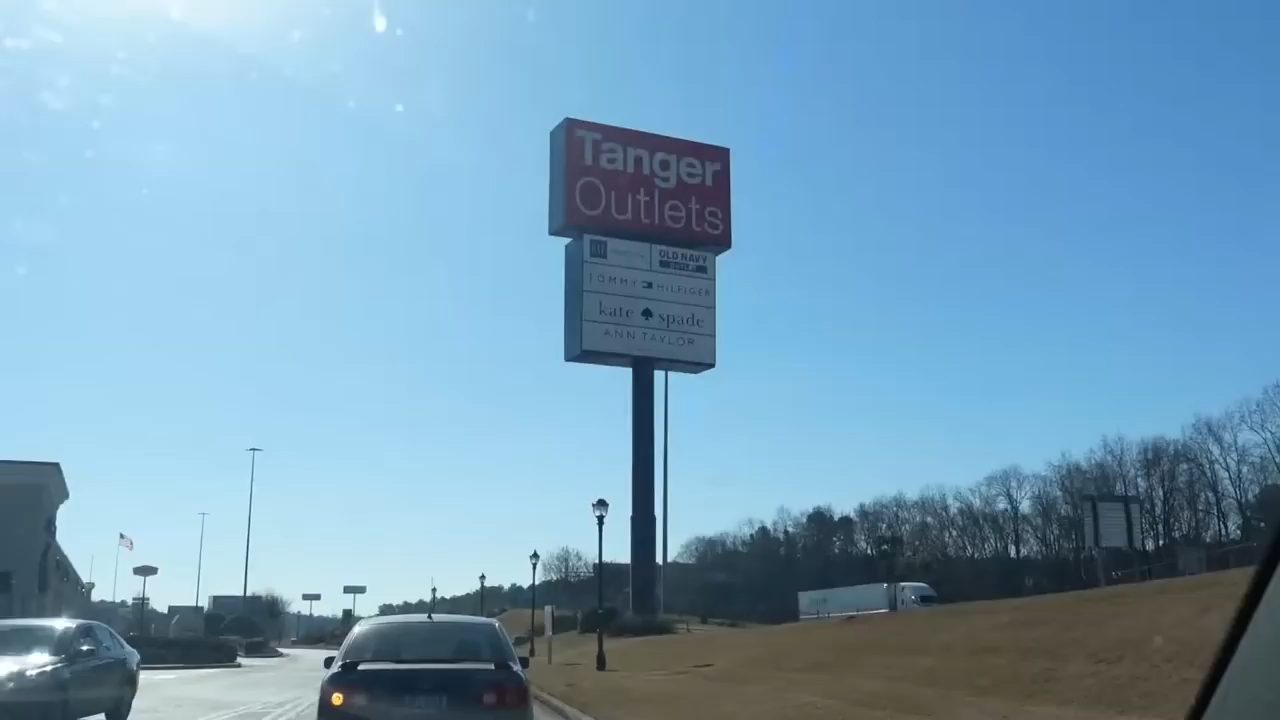 Tanger
Outlets
OLD NAVY
OUTLET
TOMMY HILFIGER
kate spade
ANN TAYLOR